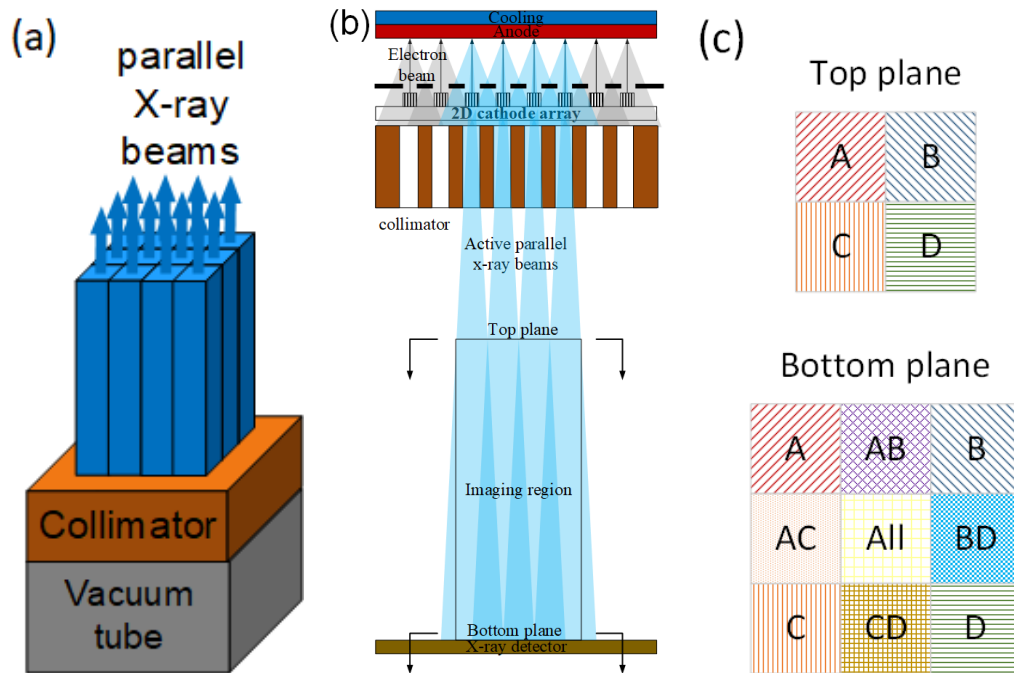 (a)
parallel
X-ray
beams
Collimator
Vacuum
tube
(b)
Cooling
Anode
Electron
beam
2D cathode array
collimator
Active parallel
x-ray beams
Top plane
Imaging region
Bottom plane
X-ray detector
(c)
Top plane
A B
C D
Bottom plane
A AB B
AC All BD
C CD D